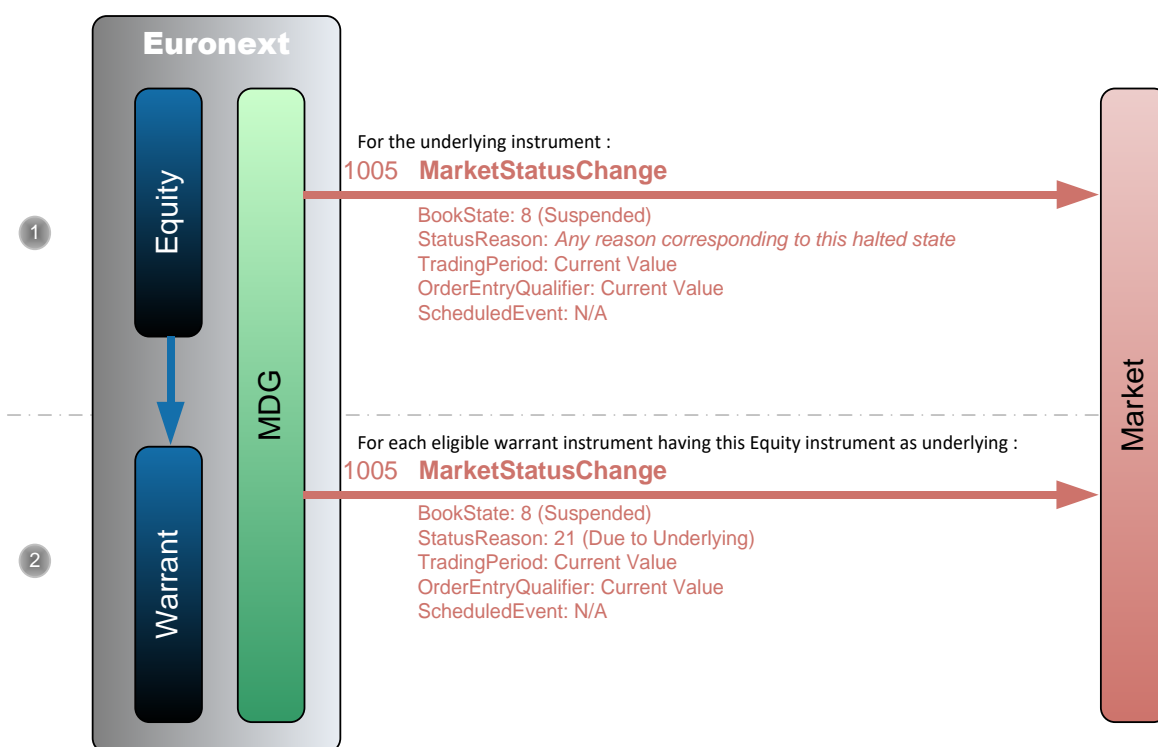 Euronext
Equity
MDG
Market
1
For the underlying instrument :
1005 MarketStatusChange
BookState: 8 (Suspended)
StatusReason: Any reason corresponding to this halted state
TradingPeriod: Current Value
OrderEntryQualifier: Current Value
ScheduledEvent: N/A
2
Warrant
For each eligible warrant instrument having this Equity instrument as underlying :
1005 MarketStatusChange
BookState: 8 (Suspended)
StatusReason: 21 (Due to Underlying)
TradingPeriod: Current Value
OrderEntryQualifier: Current Value
ScheduledEvent: N/A